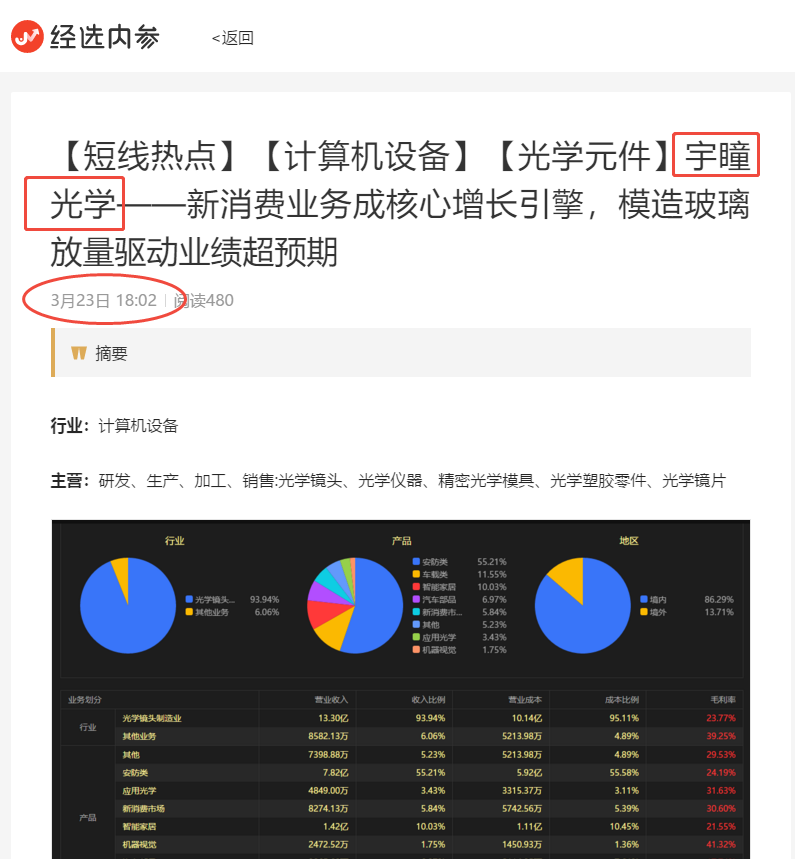 经选内参
<返回
【短线热点】【计算机设备】【光学元件】宇瞳
光学——新消费业务成核心增长引擎，模造玻璃
放量驱动业绩超预期
3月23日 18:02 阅读480
摘要
行业：计算机设备
主营：研发、生产、加工、销售:光学镜头、光学仪器、精密光学模具、光学塑胶零件、光学镜片
行业 产品 地区
光学镜头... 93.94%
其他业务 6.06%
安防类 55.21%
车载类 11.55%
智能家居 10.03%
汽车部品 6.97%
新消费市... 5.84%
其他 5.23%
应用光学 3.43%
机器视觉 1.75%
境内 86.29%
境外 13.71%
业务划分 营业收入 收入比例 营业成本 成本比例 毛利率
行业
光学镜头制造业 13.30亿 93.94% 10.14亿 95.11% 23.77%
其他业务 8582.13万 6.06% 5213.98万 4.89% 39.25%
产品
其他 7398.88万 5.23% 5213.98万 4.89% 29.53%
安防类 7.82亿 55.21% 5.92亿 55.58% 24.19%
应用光学 4849.00万 3.43% 3315.37万 3.11% 31.63%
新消费市场 8274.13万 5.84% 5742.56万 5.39% 30.60%
智能家居 1.42亿 10.03% 1.11亿 10.45% 21.55%
机器视觉 2472.52万 1.75% 1450.93万 1.36% 41.32%